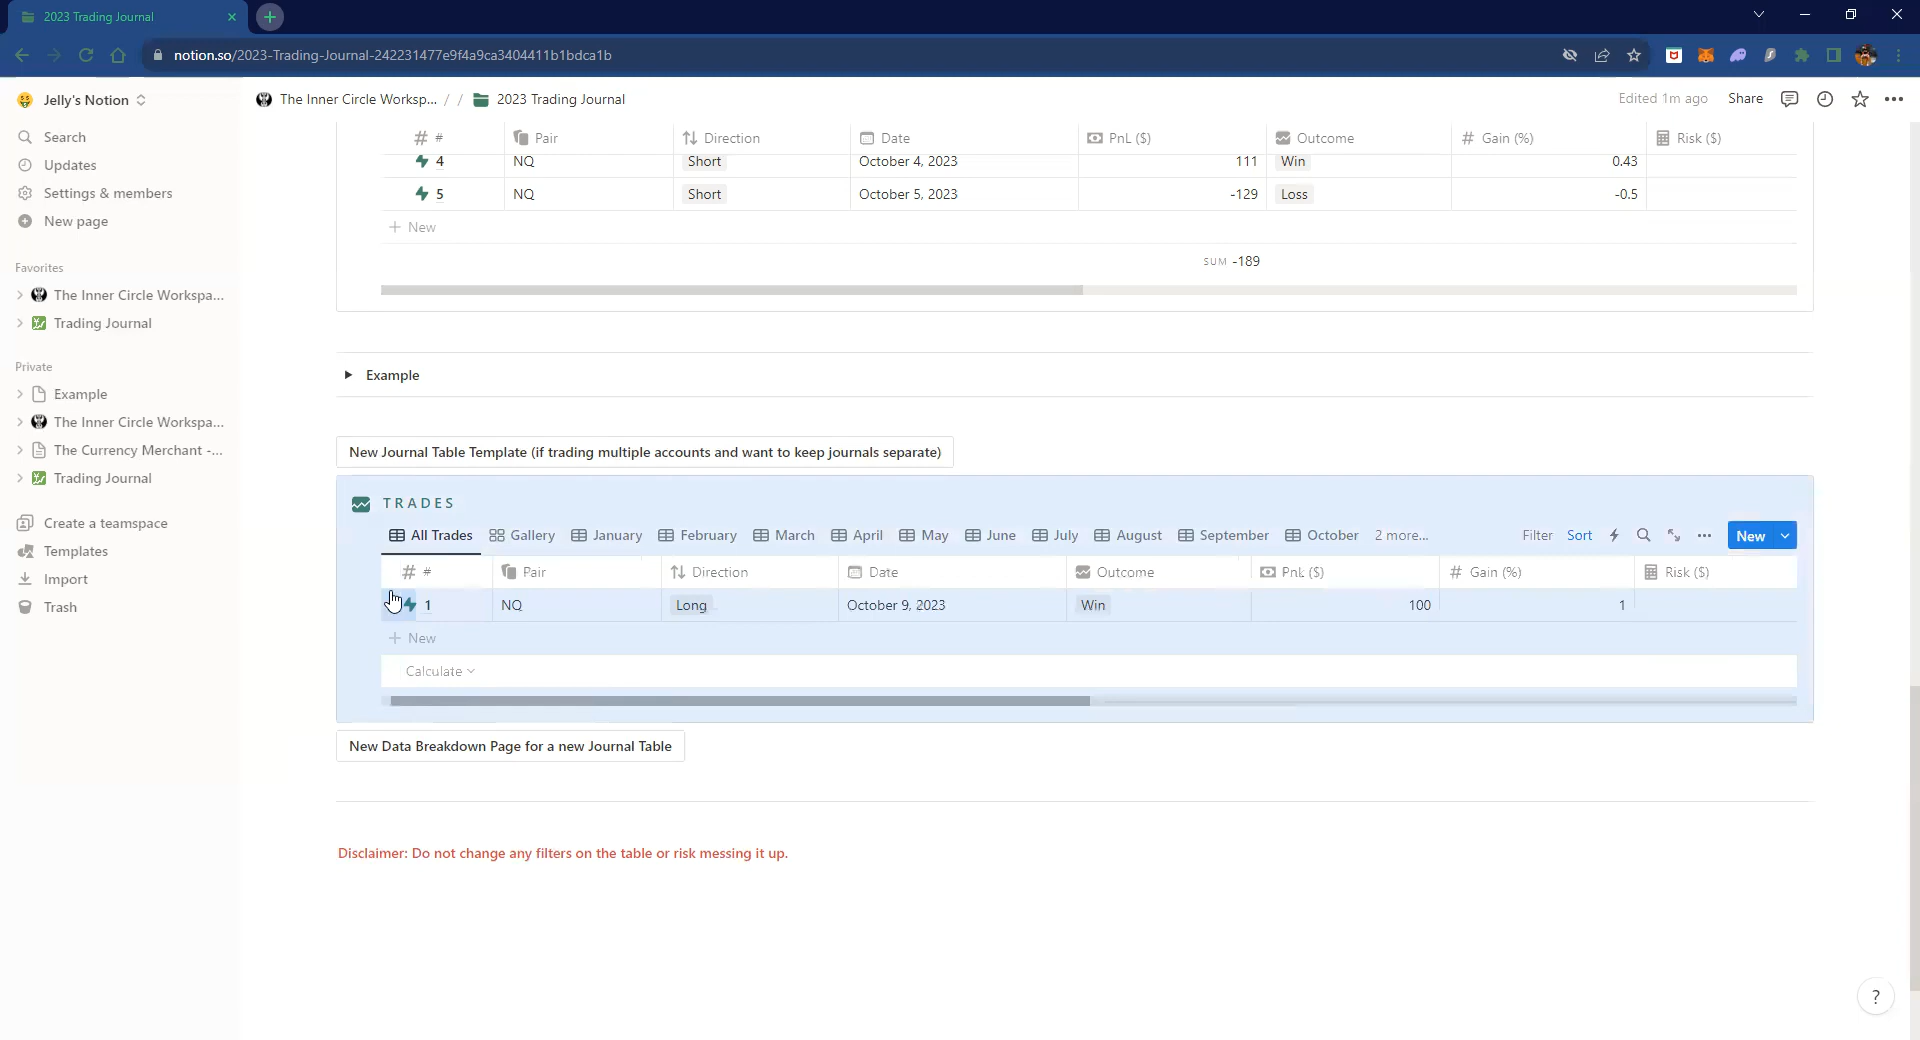 2023 Trading Journal
notion.so/2023-Trading-Journal-242231477e9f4a9ca3404411b1bdca1b
Jelly's Notion
The Inner Circle Worksp... / / 2023 Trading Journal
Edited 1m ago Share
Search
Updates
Settings & members
New page
Favorites
The Inner Circle Workspa...
Trading Journal
Private
Example
The Inner Circle Workspa...
The Currency Merchant -...
Trading Journal
Create a teamspace
Templates
Import
Trash
# # Pair Direction Date PnL ($) Outcome # Gain (%) Risk ($)
4 NQ Short October 4, 2023 111 Win 0.43
5 NQ Short October 5, 2023 -129 Loss -0.5
+ New
SUM -189
Example
New Journal Table Template (if trading multiple accounts and want to keep journals separate)
TRADES
All Trades Gallery January February March April May June July August September October 2 more... Filter Sort New
# # Pair Direction Date Outcome PnL ($) # Gain (%) Risk ($)
1 NQ Long October 9, 2023 Win 100 1
+ New
Calculate
New Data Breakdown Page for a new Journal Table
Disclaimer: Do not change any filters on the table or risk messing it up.
?